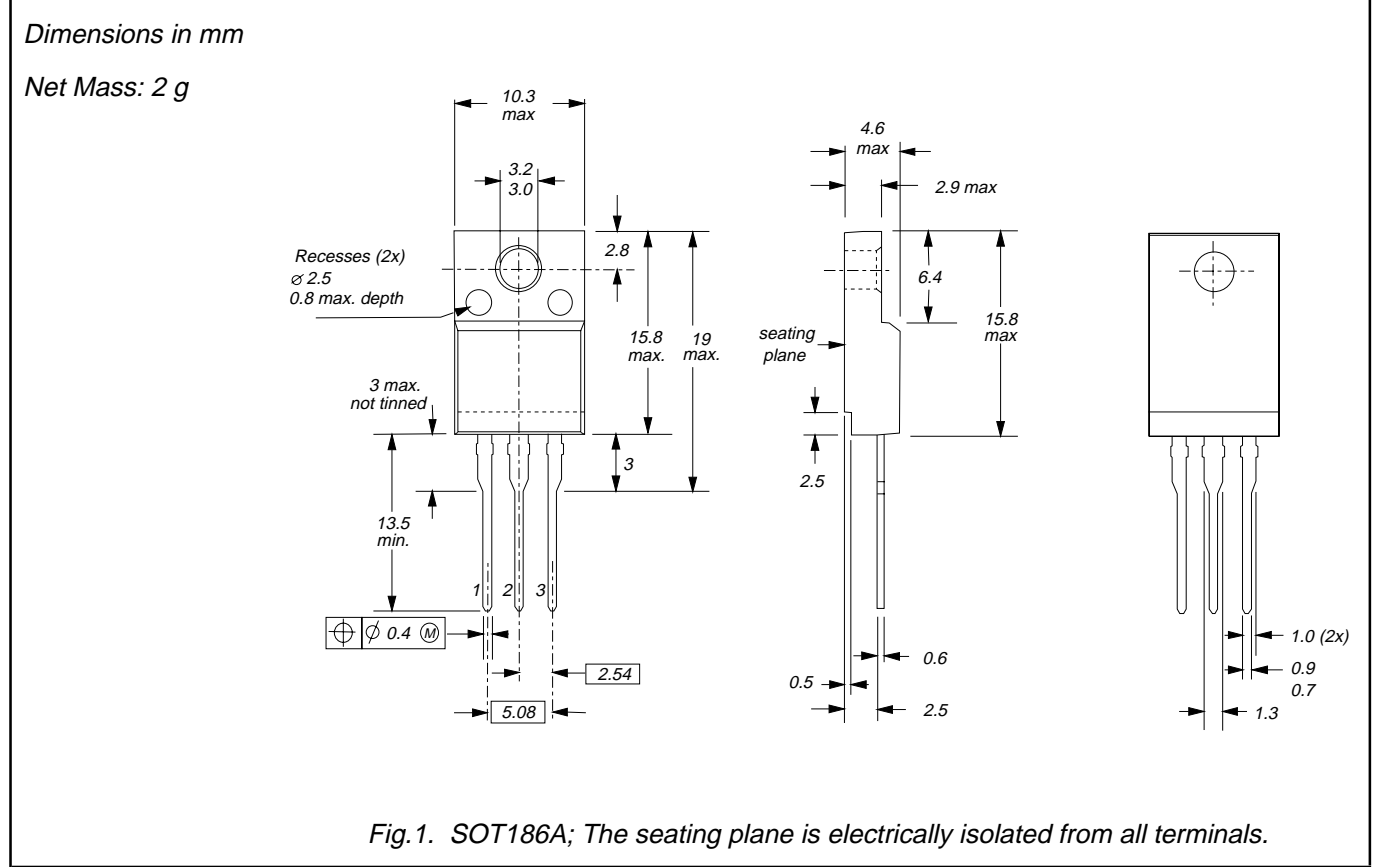 Dimensions in mm
Net Mass: 2 g
10.3
max
3.2
3.0
2.8
Recesses (2x)
⌀ 2.5
0.8 max. depth
15.8
max.
19
max.
3 max.
not tinned
3
13.5
min.
1 2 3
⌖ ⌀ 0.4 Ⓜ
2.54
5.08
4.6
max
2.9 max
6.4
15.8
max
seating
plane
2.5
0.6
0.5
2.5
1.0 (2x)
0.9
0.7
1.3
Fig.1. SOT186A; The seating plane is electrically isolated from all terminals.